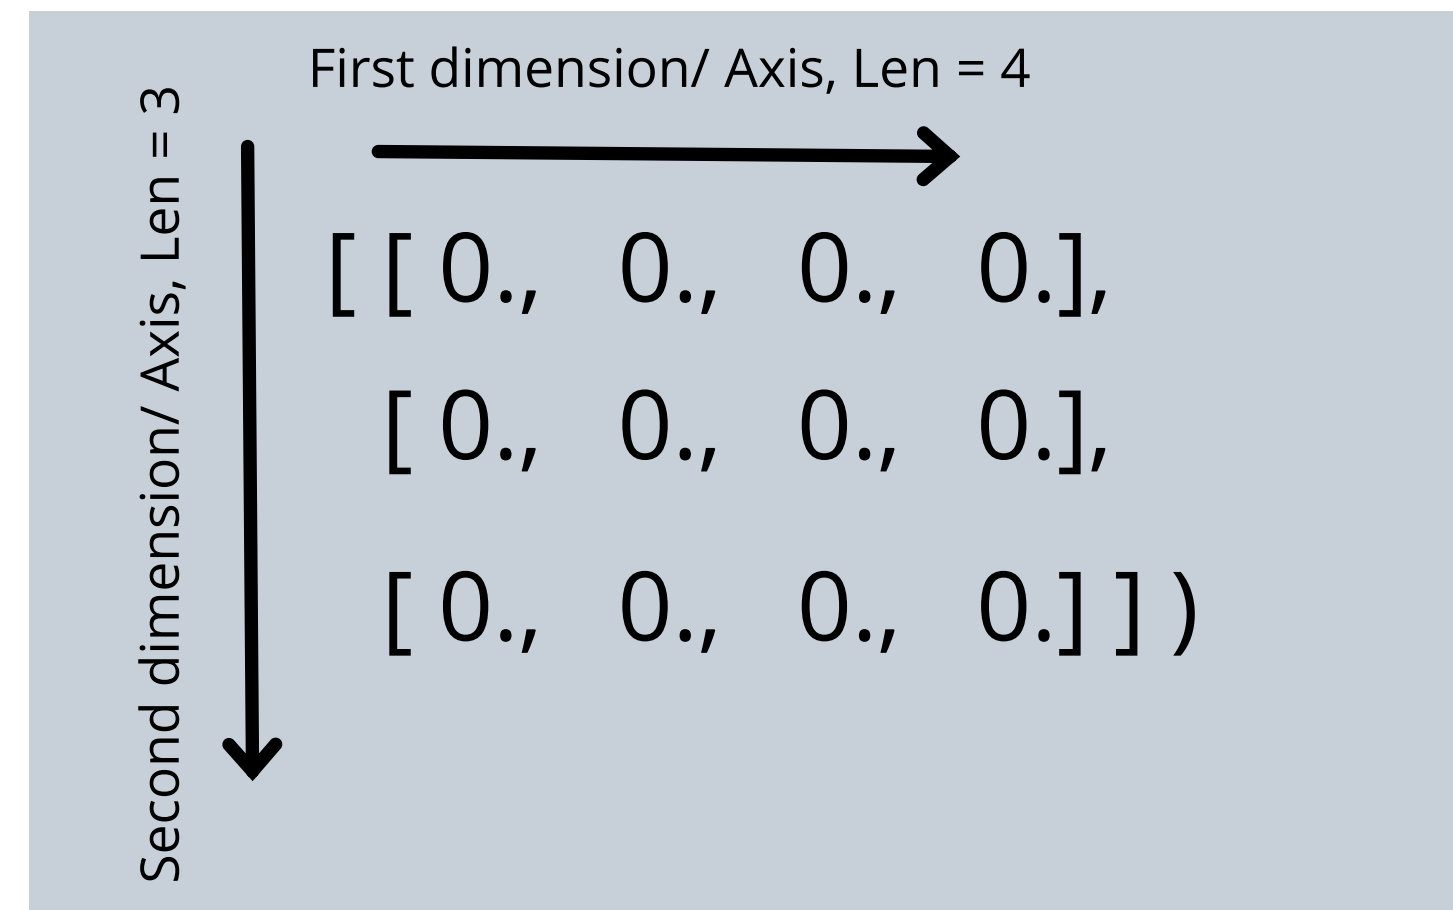 First dimension/ Axis, Len = 4
Second dimension/ Axis, Len = 3
[ [ 0., 0., 0., 0.],
[ 0., 0., 0., 0.],
[ 0., 0., 0., 0.] ] )